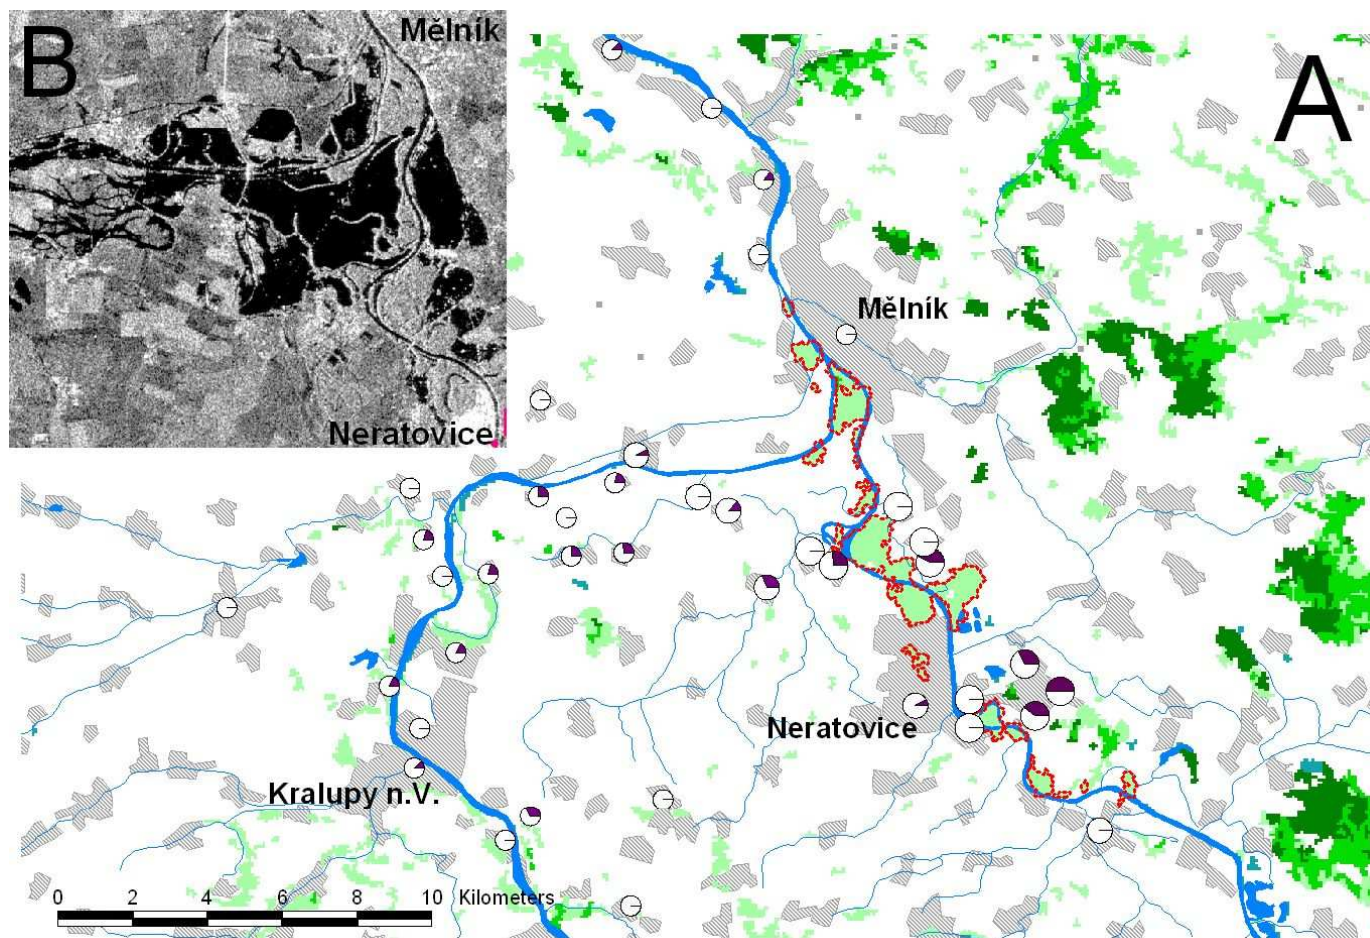 B
Mělník
Neratovice
A
Mělník
Neratovice
Kralupy n.V.
0 2 4 6 8 10 Kilometers